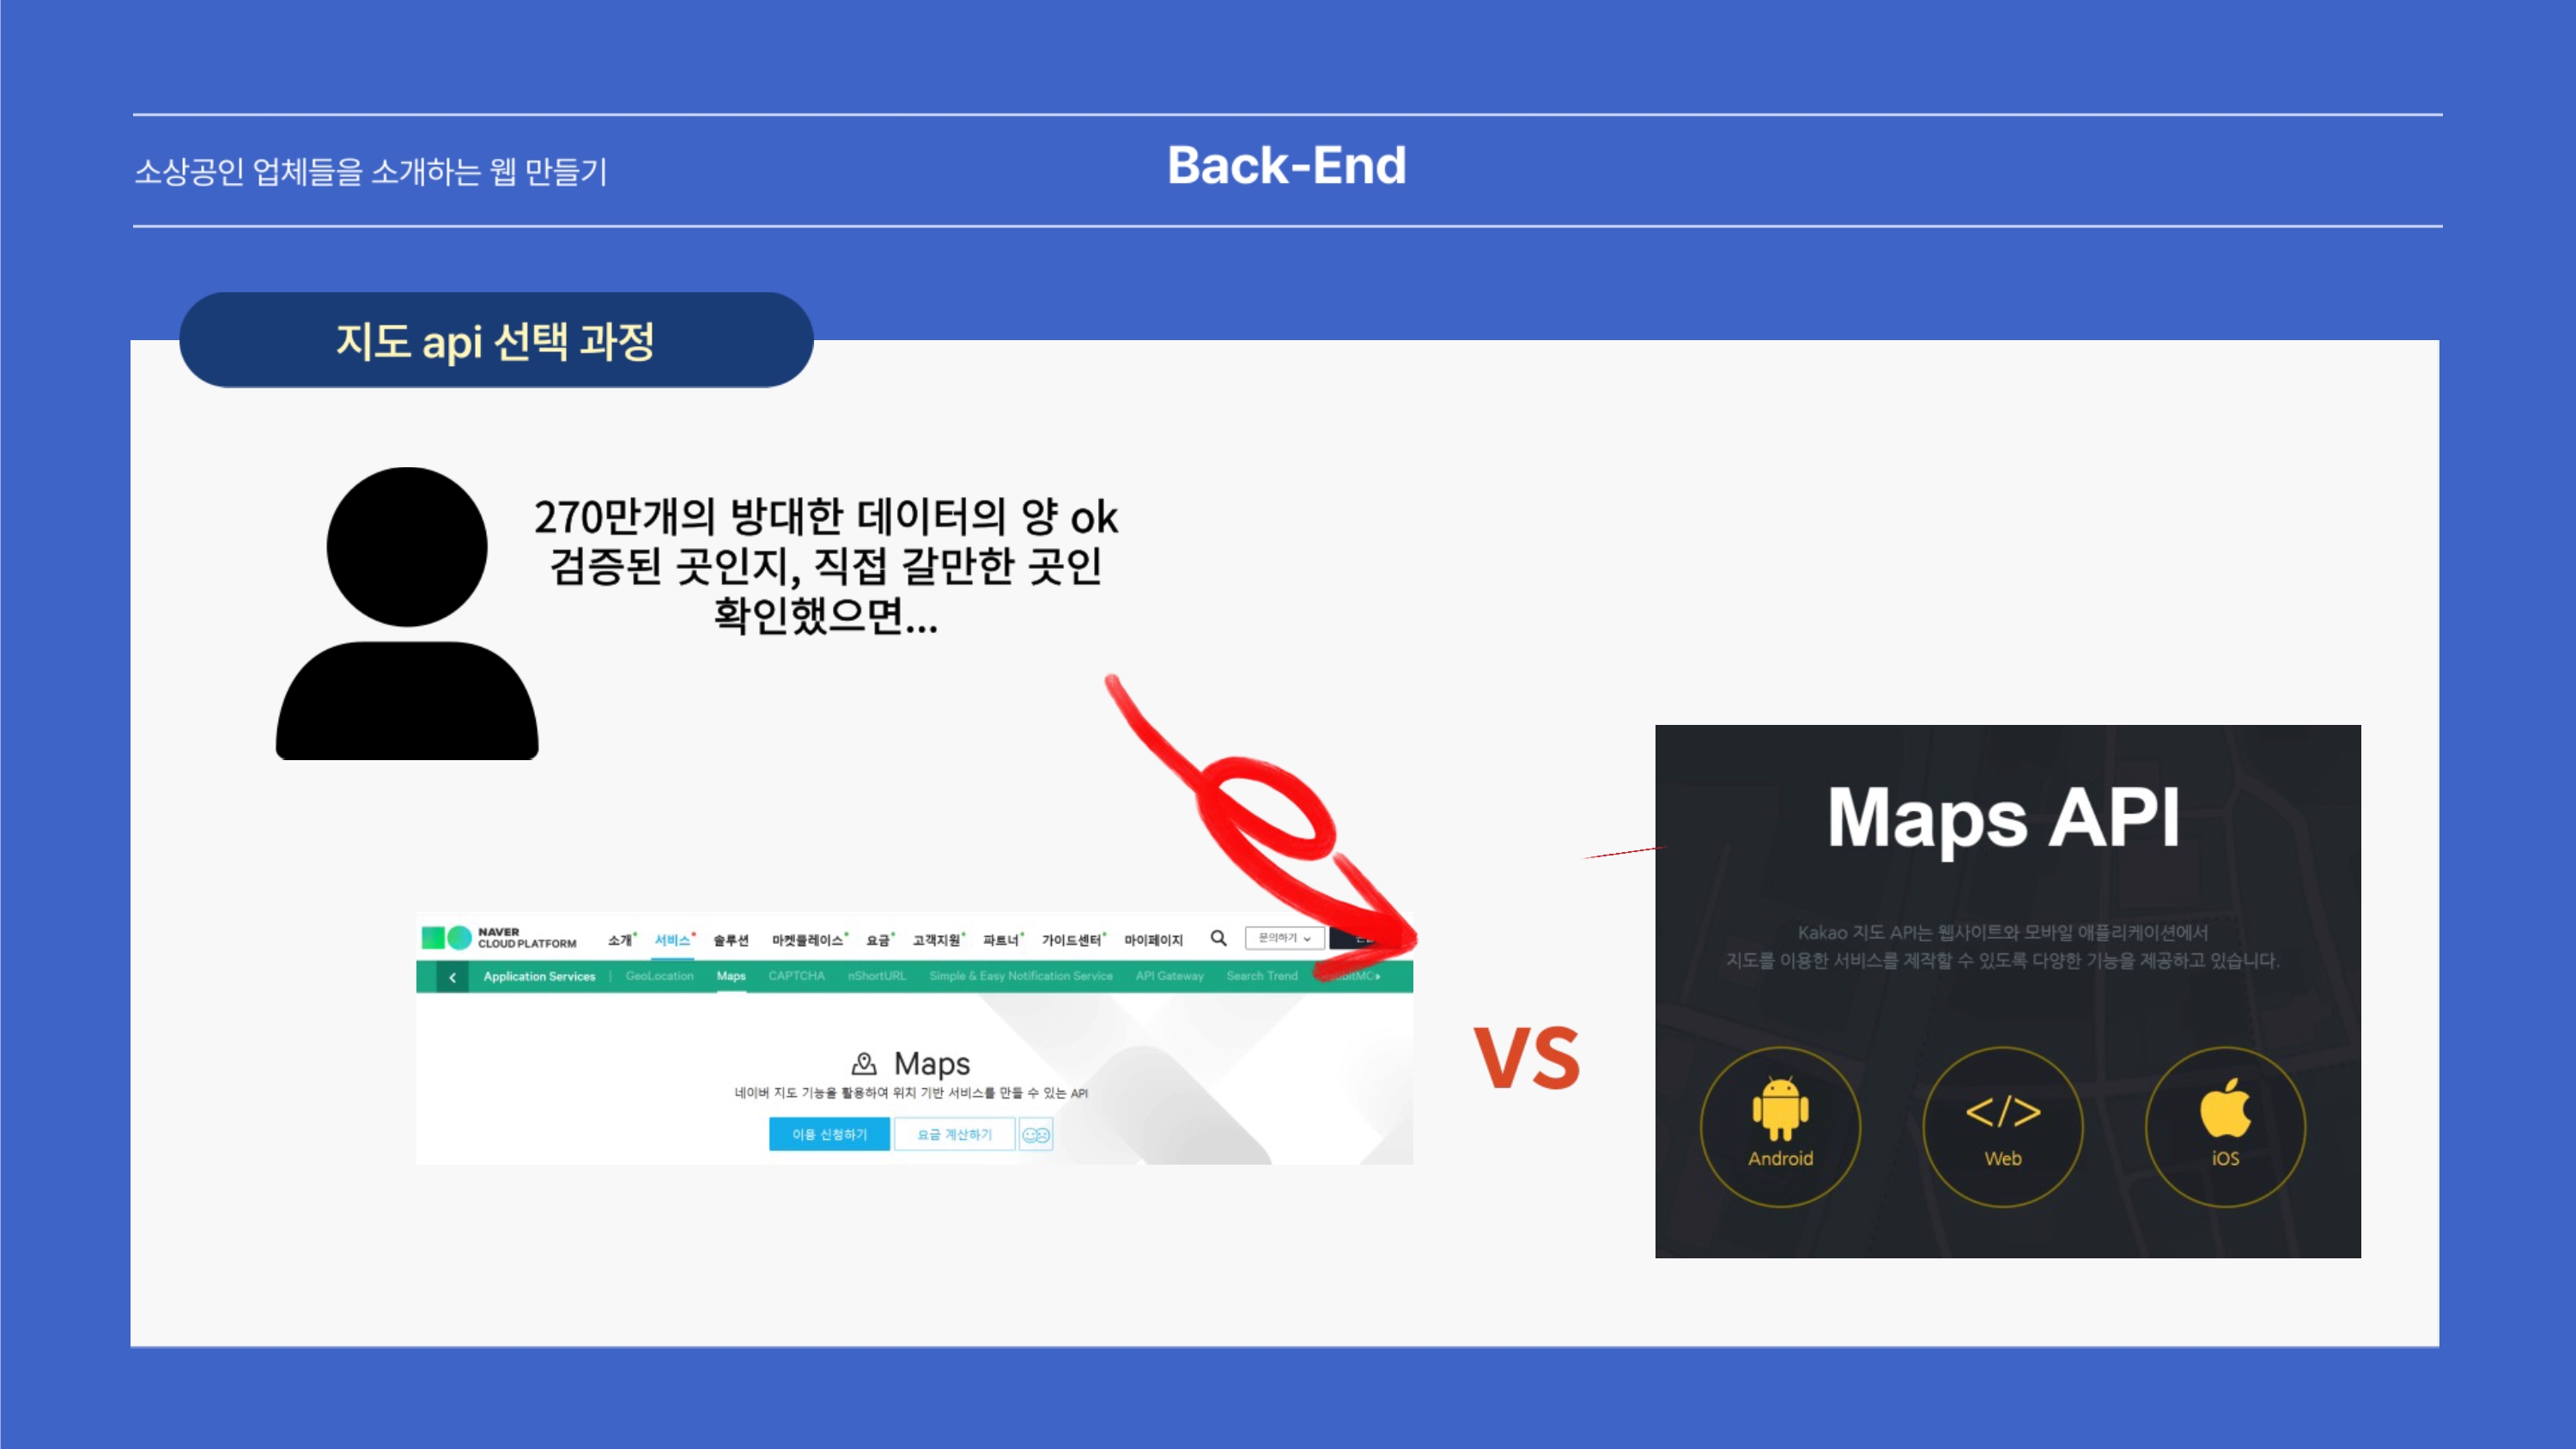 소상공인 업체들을 소개하는 웹 만들기
Back-End
지도 api 선택 과정
270만개의 방대한 데이터의 양 ok
검증된 곳인지, 직접 갈만한 곳인
확인했으면...
NAVER
CLOUD PLATFORM
소개 서비스 솔루션 마켓플레이스 요금 고객지원 파트너 가이드센터 마이페이지 문의하기
Application Services | GeoLocation Maps CAPTCHA nShortURL Simple & Easy Notification Service API Gateway Search Trend
Maps
네이버 지도 기능을 활용하여 위치 기반 서비스를 만들 수 있는 API
이용 신청하기 요금 계산하기
VS
Maps API
Kakao 지도 API는 웹사이트와 모바일 애플리케이션에서
지도를 이용한 서비스를 제작할 수 있도록 다양한 기능을 제공하고 있습니다.
</>
Android Web iOS